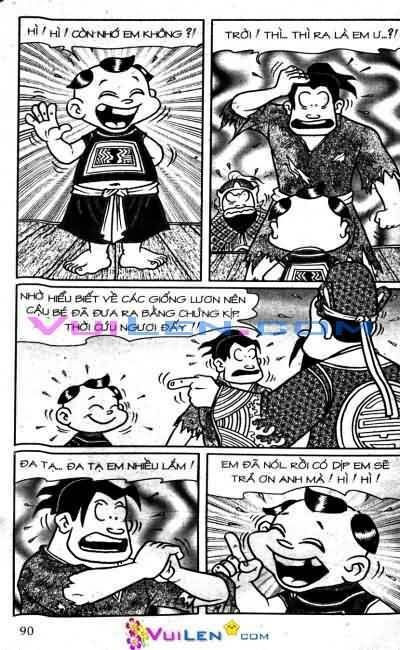 HÌ! HÌ! CÒN NHỚ EM KHÔNG ?!
TRỜI! THÌ... THÌ RA LÀ EM Ư...?!
NHỜ HIỂU BIẾT VỀ CÁC GIỐNG LƯƠN NÊN
CẬU BÉ ĐÃ ĐƯA RA BẰNG CHỨNG KỊP
THỜI CỨU NGƯƠI ĐẤY!!
VUILEN.COM
ĐA TẠ... ĐA TẠ EM NHIỀU LẮM!
EM ĐÃ NÓI, RỒI CÓ DỊP EM SẼ
TRẢ ƠN ANH MÀ! HÌ! HÌ!
90
VUILEN.COM